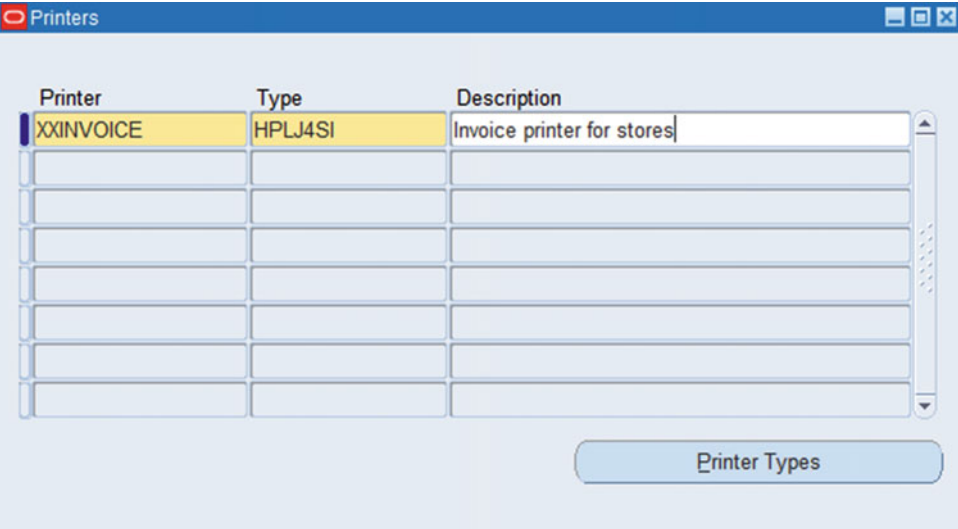 Printers
Printer Type Description
XXINVOICE HPLJ4SI Invoice printer for stores
Printer Types